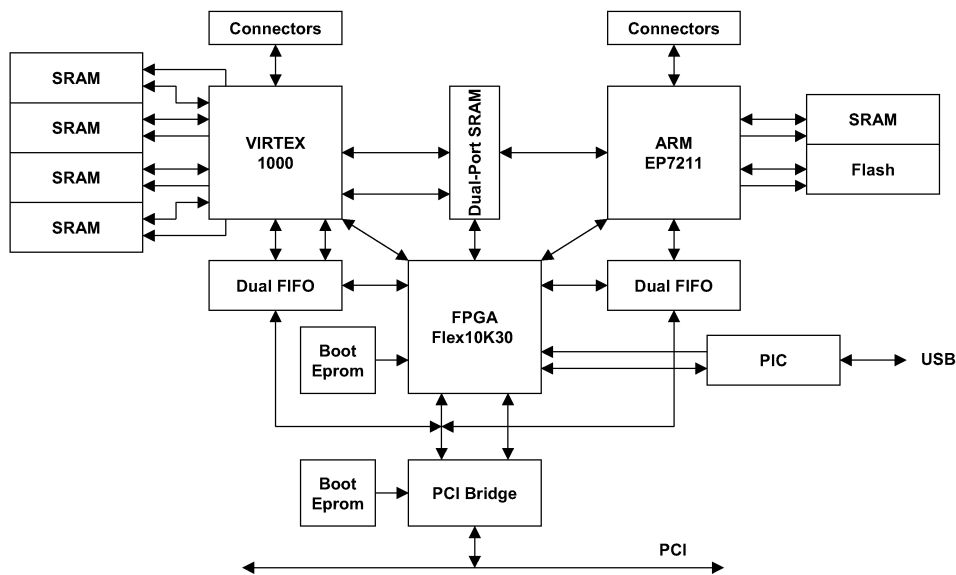 Connectors
Connectors
SRAM
SRAM
SRAM
SRAM
VIRTEX
1000
Dual-Port SRAM
ARM
EP7211
SRAM
Flash
Dual FIFO
FPGA
Flex10K30
Dual FIFO
Boot
Eprom
PIC
USB
Boot
Eprom
PCI Bridge
PCI